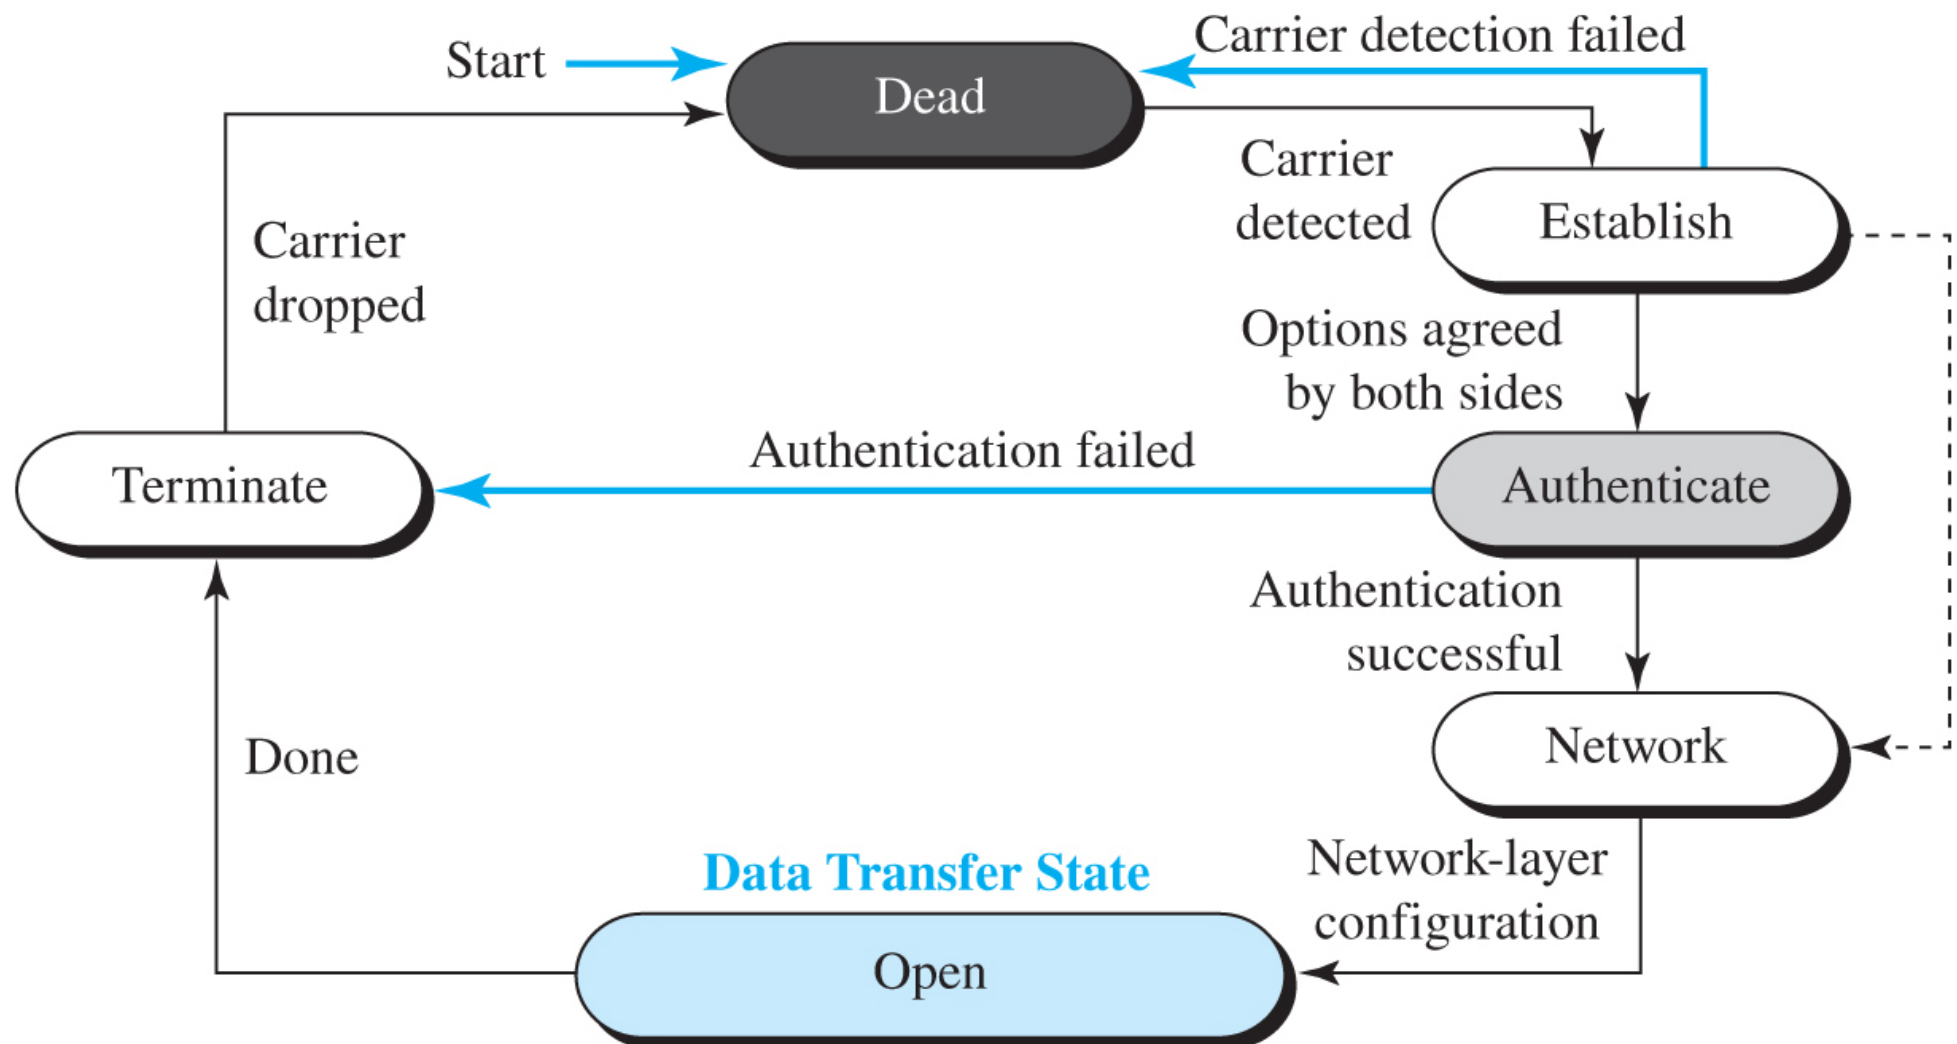 Start
Carrier detection failed
Dead
Carrier
detected
Establish
Carrier
dropped
Options agreed
by both sides
Terminate
Authentication failed
Authenticate
Authentication
successful
Network
Done
Data Transfer State
Network-layer
configuration
Open